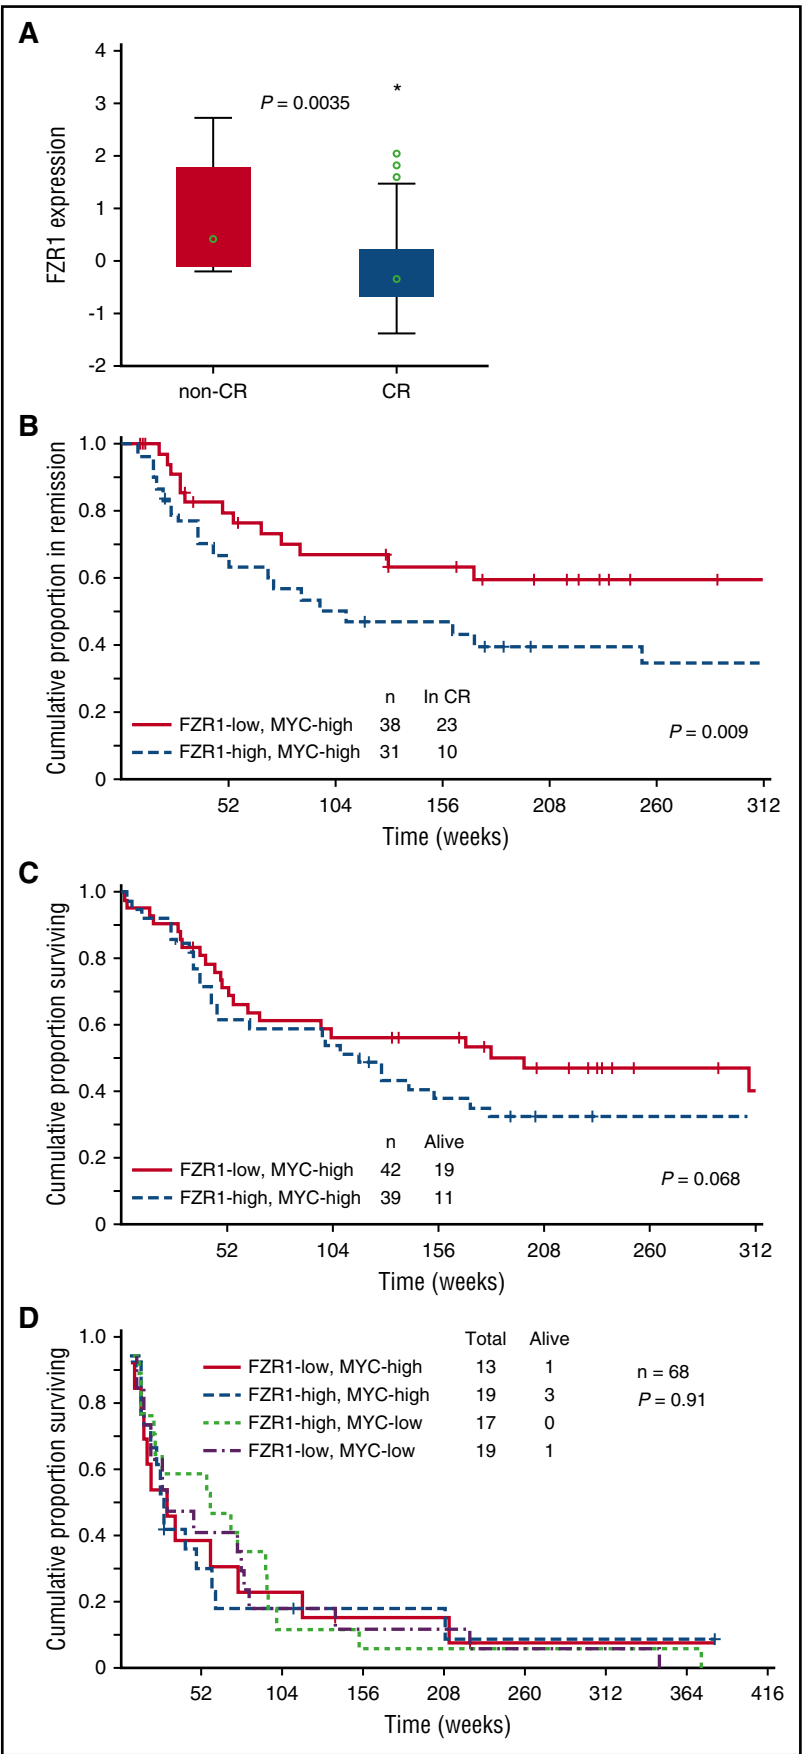 A
4
3
2
1
0
-1
-2
FZR1 expression
P = 0.0035
*
non-CR CR
B
1.0
0.8
0.6
0.4
0.2
0
Cumulative proportion in remission
n In CR
FZR1-low, MYC-high 38 23
FZR1-high, MYC-high 31 10
P = 0.009
52 104 156 208 260 312
Time (weeks)
C
1.0
0.8
0.6
0.4
0.2
0
Cumulative proportion surviving
n Alive
FZR1-low, MYC-high 42 19
FZR1-high, MYC-high 39 11
P = 0.068
52 104 156 208 260 312
Time (weeks)
D
1.0
0.8
0.6
0.4
0.2
0
Cumulative proportion surviving
Total Alive
FZR1-low, MYC-high 13 1
FZR1-high, MYC-high 19 3
FZR1-high, MYC-low 17 0
FZR1-low, MYC-low 19 1
n = 68
P = 0.91
52 104 156 208 260 312 364 416
Time (weeks)